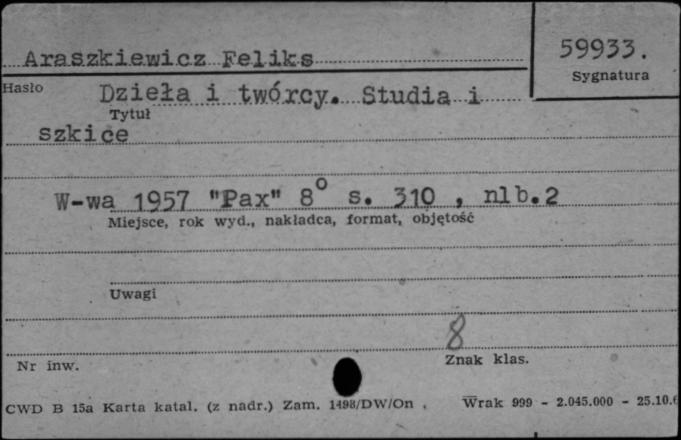 Araszkiewicz Feliks
59933.
Sygnatura
Hasło
Dzieła i twórcy. Studia i
Tytuł
szkice
W-wa 1957 "Pax" 8° s. 310 , nlb.2
Miejsce, rok wyd., nakładca, format, objętość
Uwagi
8
Nr inw.
Znak klas.
CWD B 15a Karta katal. (z nadr.) Zam. 1498/DW/On , Wrak 999 - 2.045.000 - 25.10.